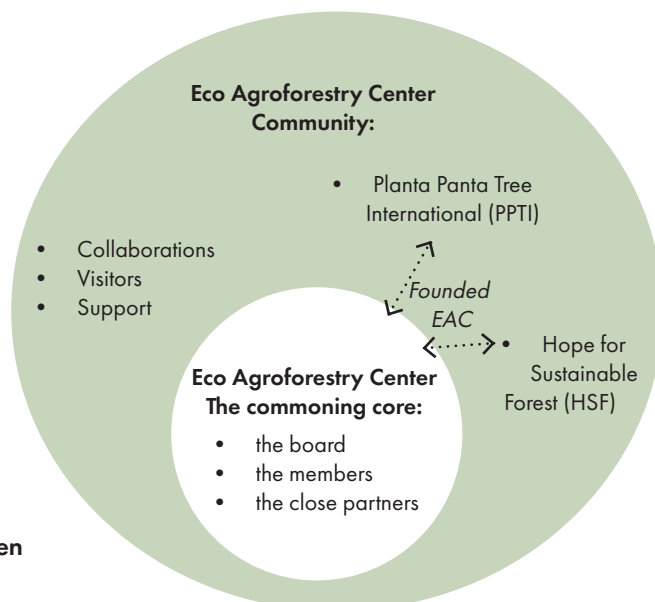 Eco Agroforestry Center
Community:
• Planta Panta Tree
International (PPTI)
• Collaborations
• Visitors
• Support
Founded
EAC
• Hope for
Sustainable
Forest (HSF)
Eco Agroforestry Center
The commoning core:
• the board
• the members
• the close partners
en